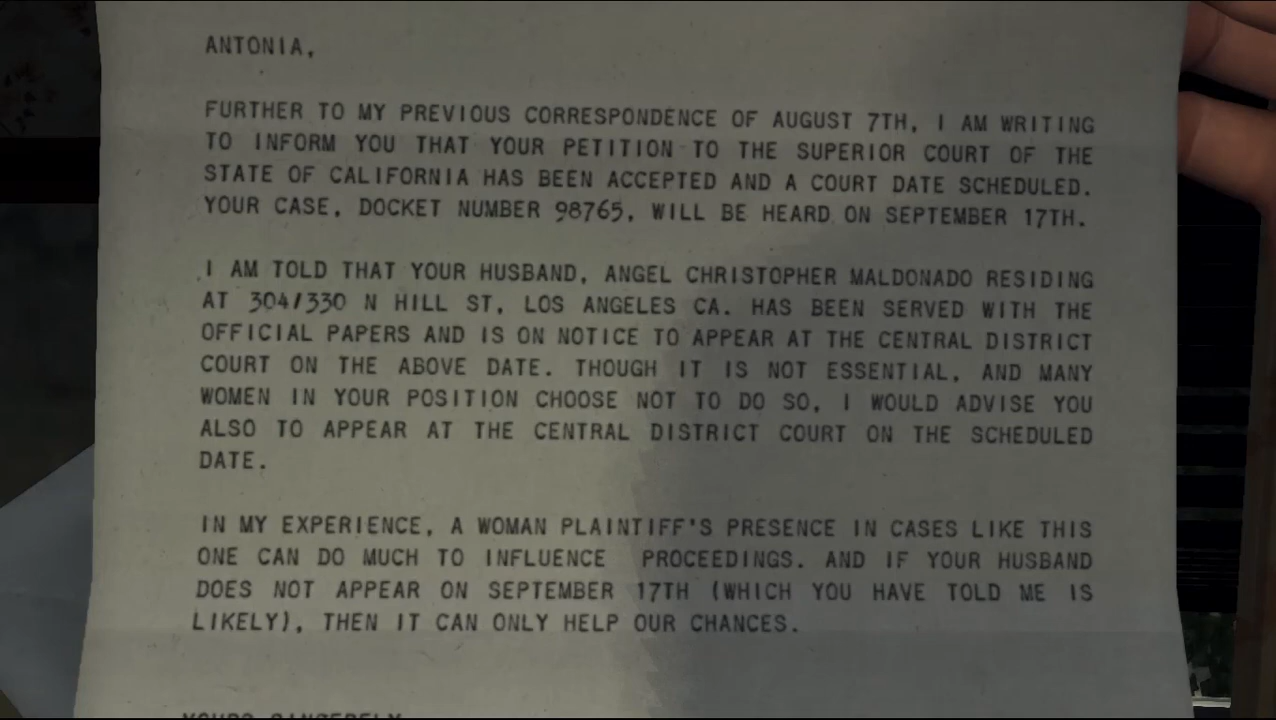 ANTONIA,
FURTHER TO MY PREVIOUS CORRESPONDENCE OF AUGUST 7TH, I AM WRITING
TO INFORM YOU THAT YOUR PETITION TO THE SUPERIOR COURT OF THE
STATE OF CALIFORNIA HAS BEEN ACCEPTED AND A COURT DATE SCHEDULED.
YOUR CASE, DOCKET NUMBER 98765, WILL BE HEARD ON SEPTEMBER 17TH.
I AM TOLD THAT YOUR HUSBAND, ANGEL CHRISTOPHER MALDONADO RESIDING
AT 304/330 N HILL ST, LOS ANGELES CA. HAS BEEN SERVED WITH THE
OFFICIAL PAPERS AND IS ON NOTICE TO APPEAR AT THE CENTRAL DISTRICT
COURT ON THE ABOVE DATE. THOUGH IT IS NOT ESSENTIAL, AND MANY
WOMEN IN YOUR POSITION CHOOSE NOT TO DO SO, I WOULD ADVISE YOU
ALSO TO APPEAR AT THE CENTRAL DISTRICT COURT ON THE SCHEDULED
DATE.
IN MY EXPERIENCE, A WOMAN PLAINTIFF'S PRESENCE IN CASES LIKE THIS
ONE CAN DO MUCH TO INFLUENCE PROCEEDINGS. AND IF YOUR HUSBAND
DOES NOT APPEAR ON SEPTEMBER 17TH (WHICH YOU HAVE TOLD ME IS
LIKELY), THEN IT CAN ONLY HELP OUR CHANCES.
YOURS SINCERELY